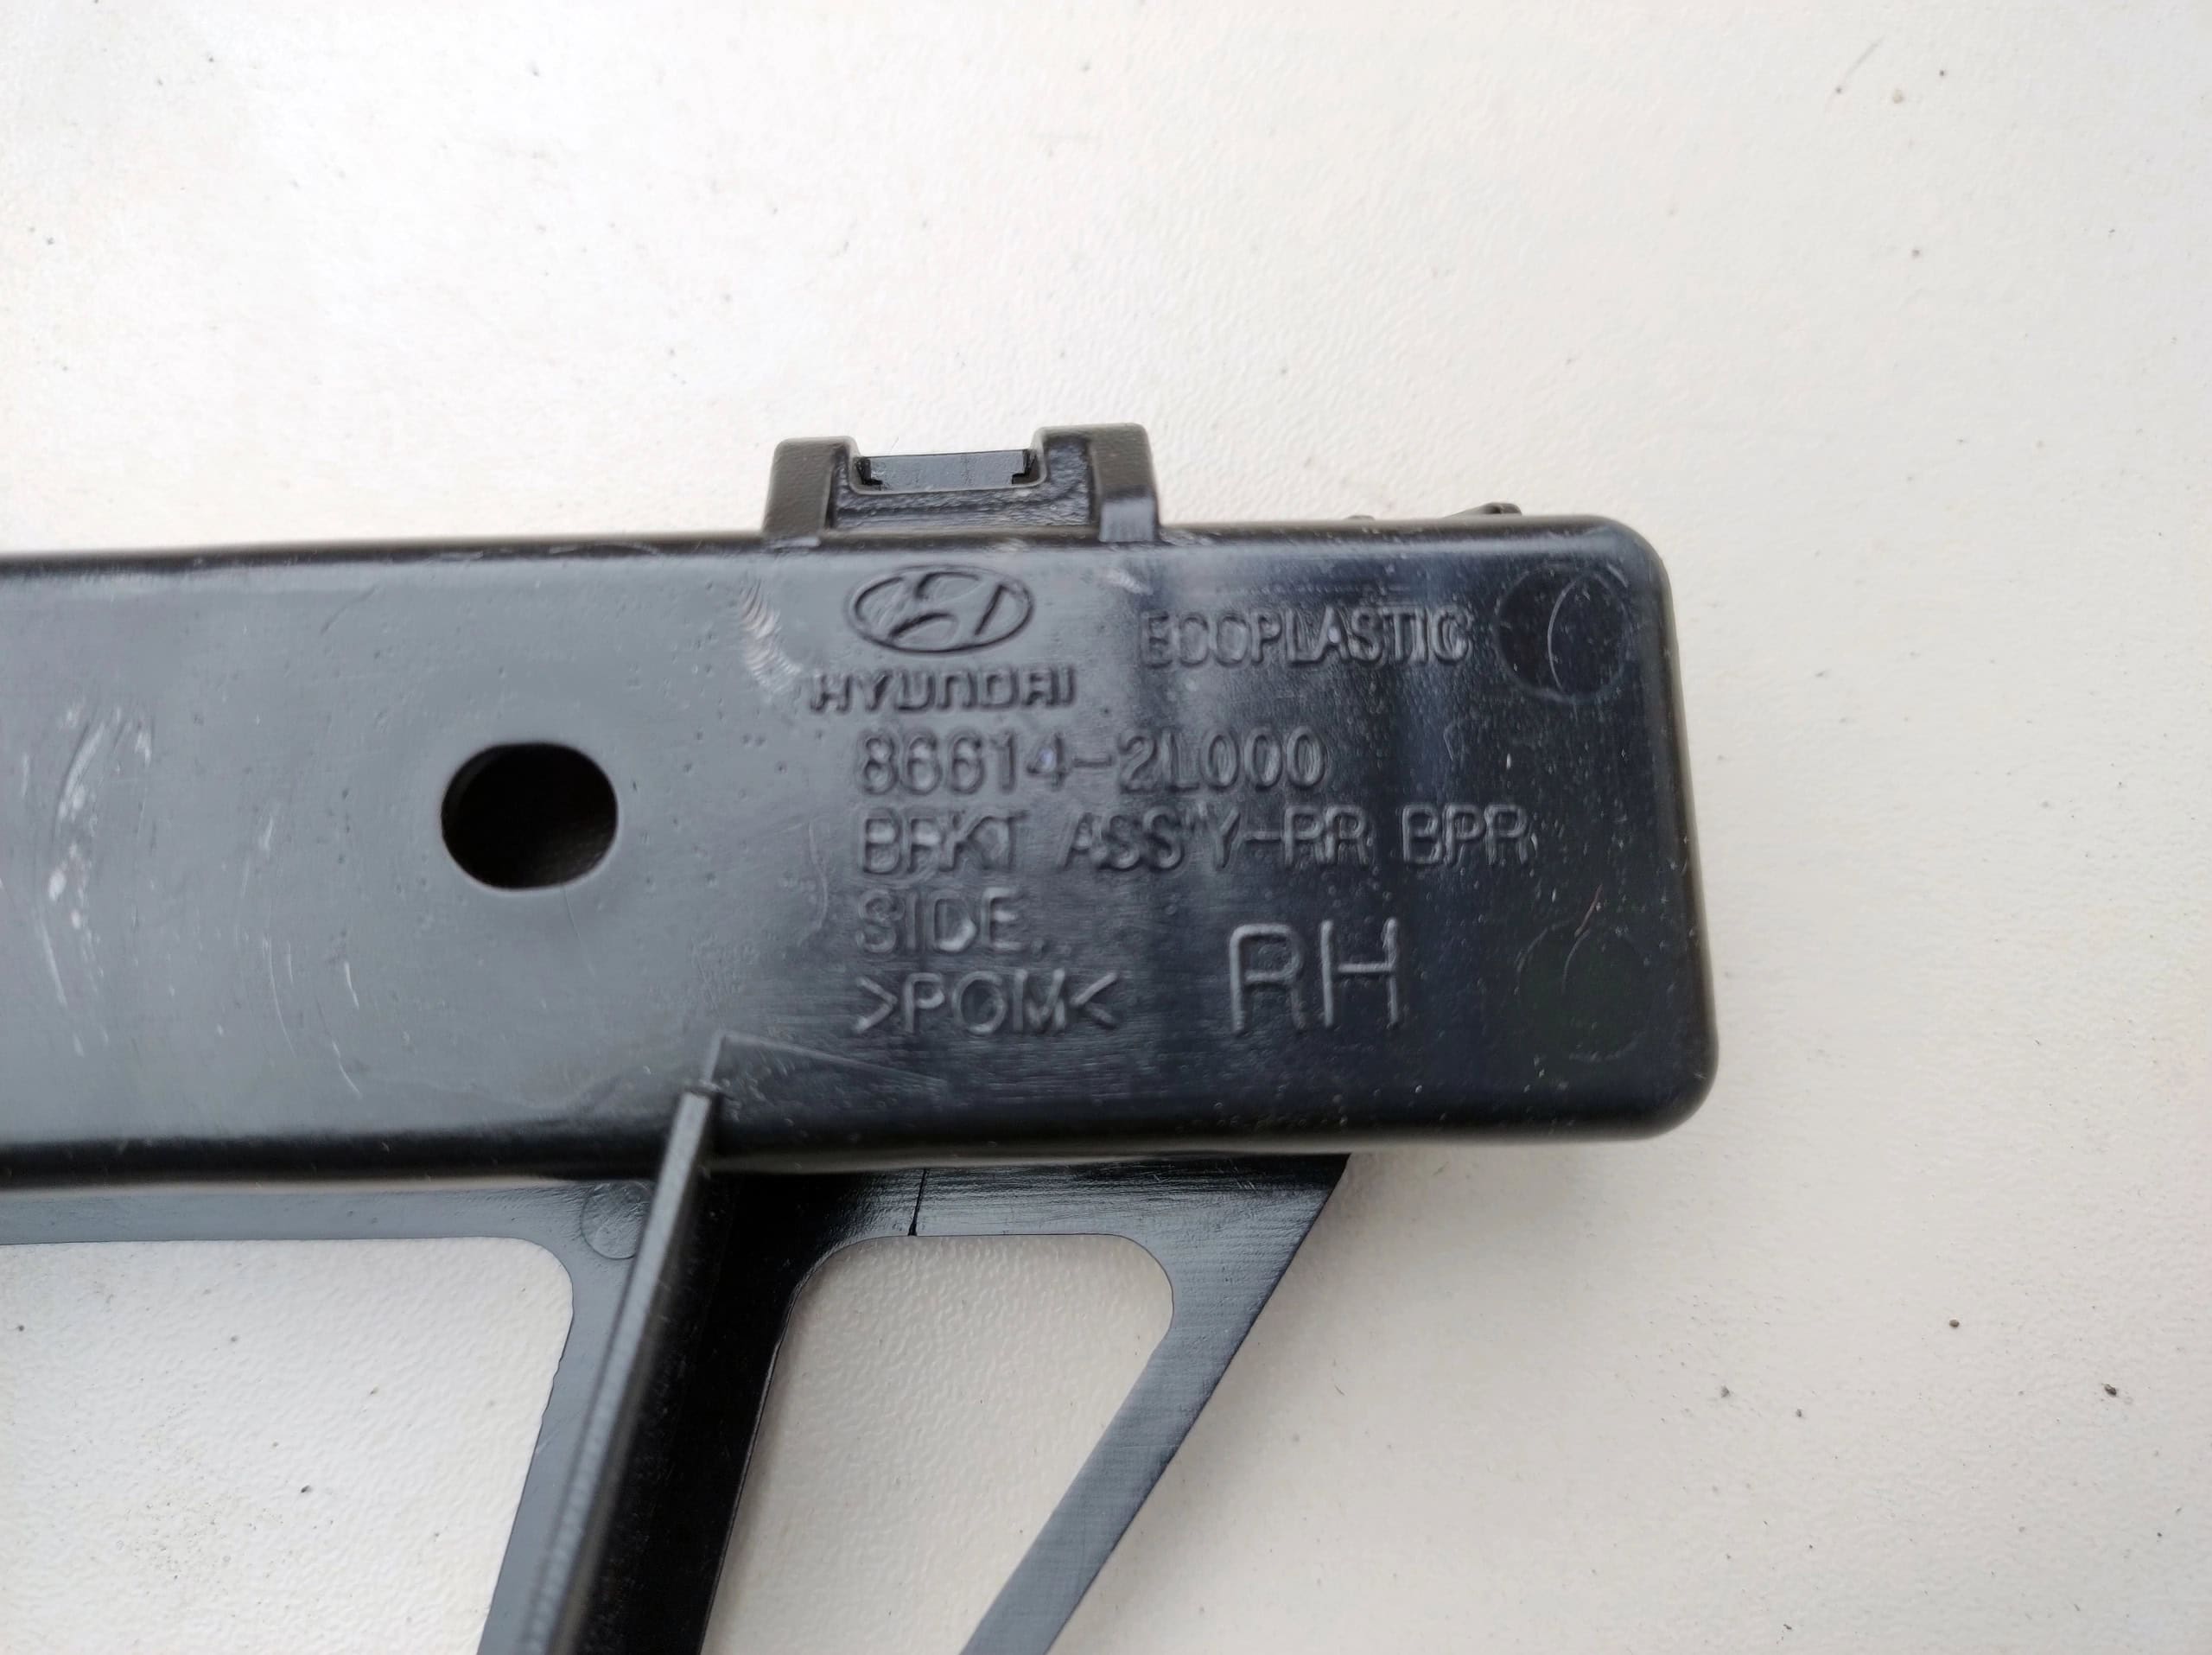 HYUNDAI
ECOPLASTIC
86614-2L000
BRKT ASS'Y-RR BPR
SIDE
>POM<
RH